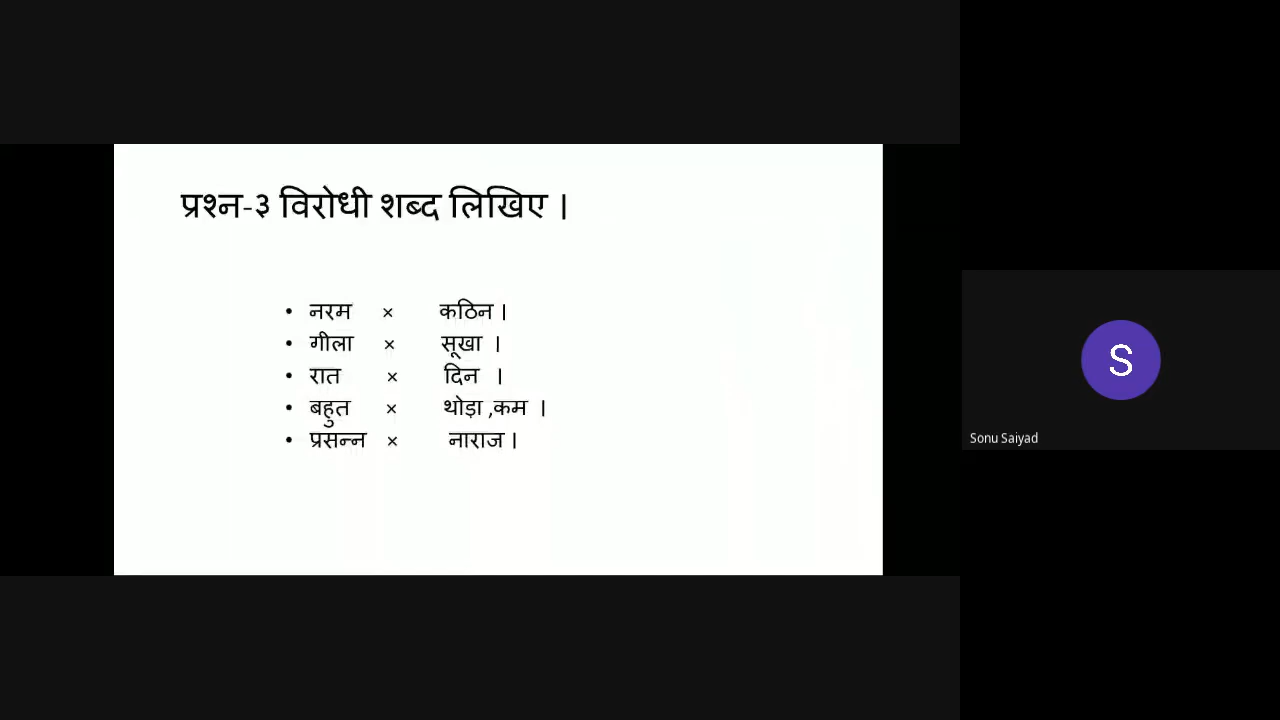 प्रश्न-३ विरोधी शब्द लिखिए ।
• नरम × कठिन ।
• गीला × सूखा ।
• रात × दिन ।
• बहुत × थोड़ा ,कम ।
• प्रसन्न × नाराज ।
S
Sonu Saiyad